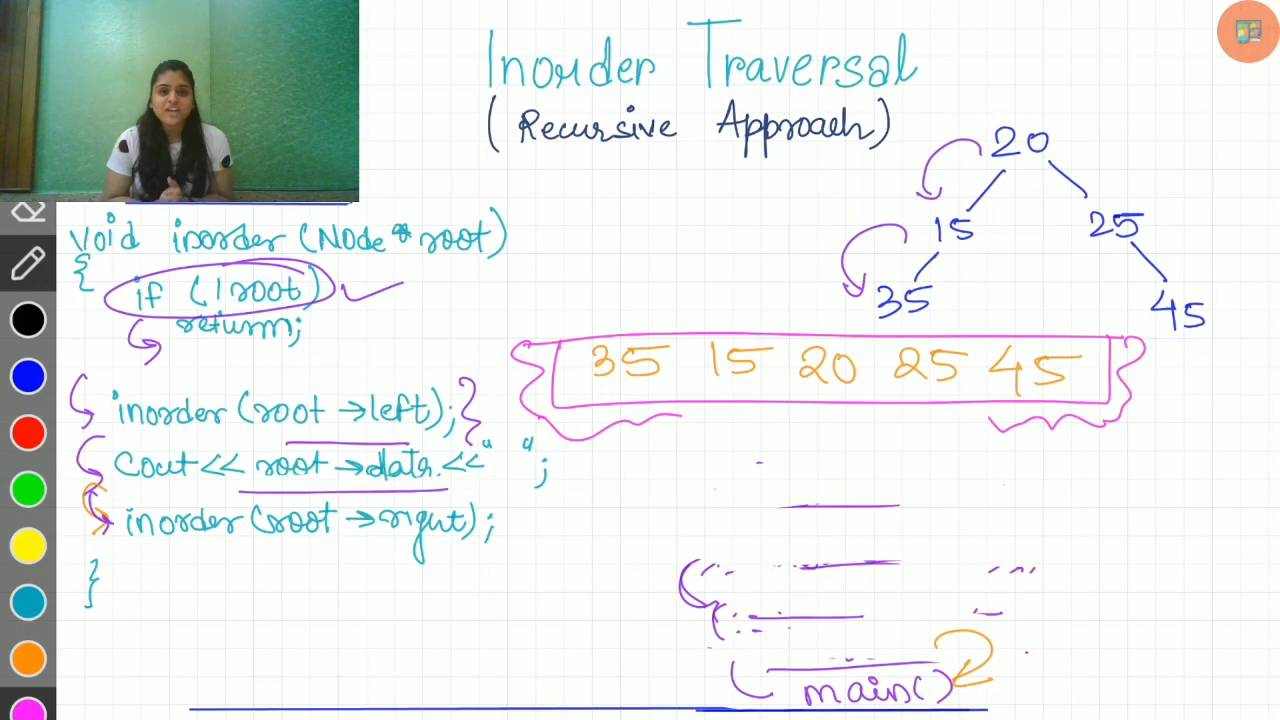 Inorder Traversal
(Recursive Approach)
void inorder (Node * root)
{
if (!root)
return;
inorder (root →left);
cout << root →data << " ";
inorder (root →right);
}
20
15 25
35 45
35 15 20 25 45
main()